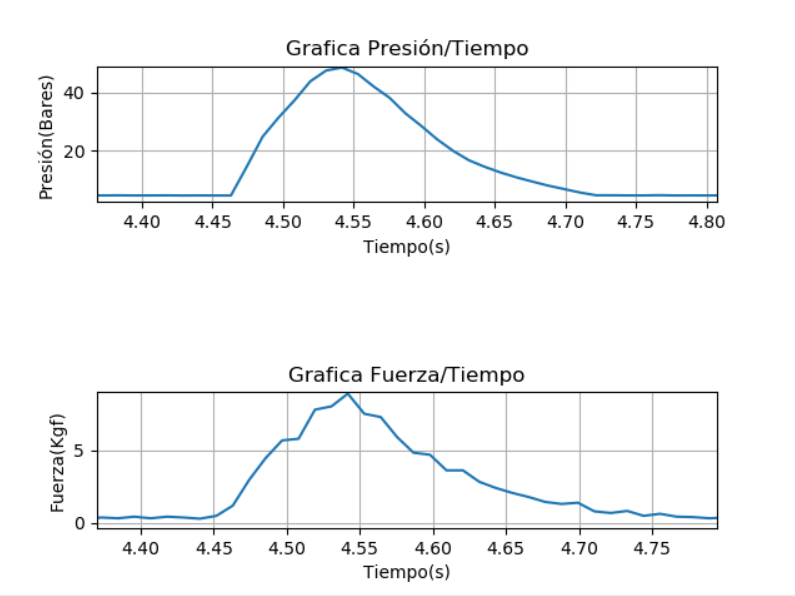 Grafica Presión/Tiempo
Presión(Bares)
40
20
4.40 4.45 4.50 4.55 4.60 4.65 4.70 4.75 4.80
Tiempo(s)
Grafica Fuerza/Tiempo
Fuerza(Kgf)
5
0
4.40 4.45 4.50 4.55 4.60 4.65 4.70 4.75
Tiempo(s)